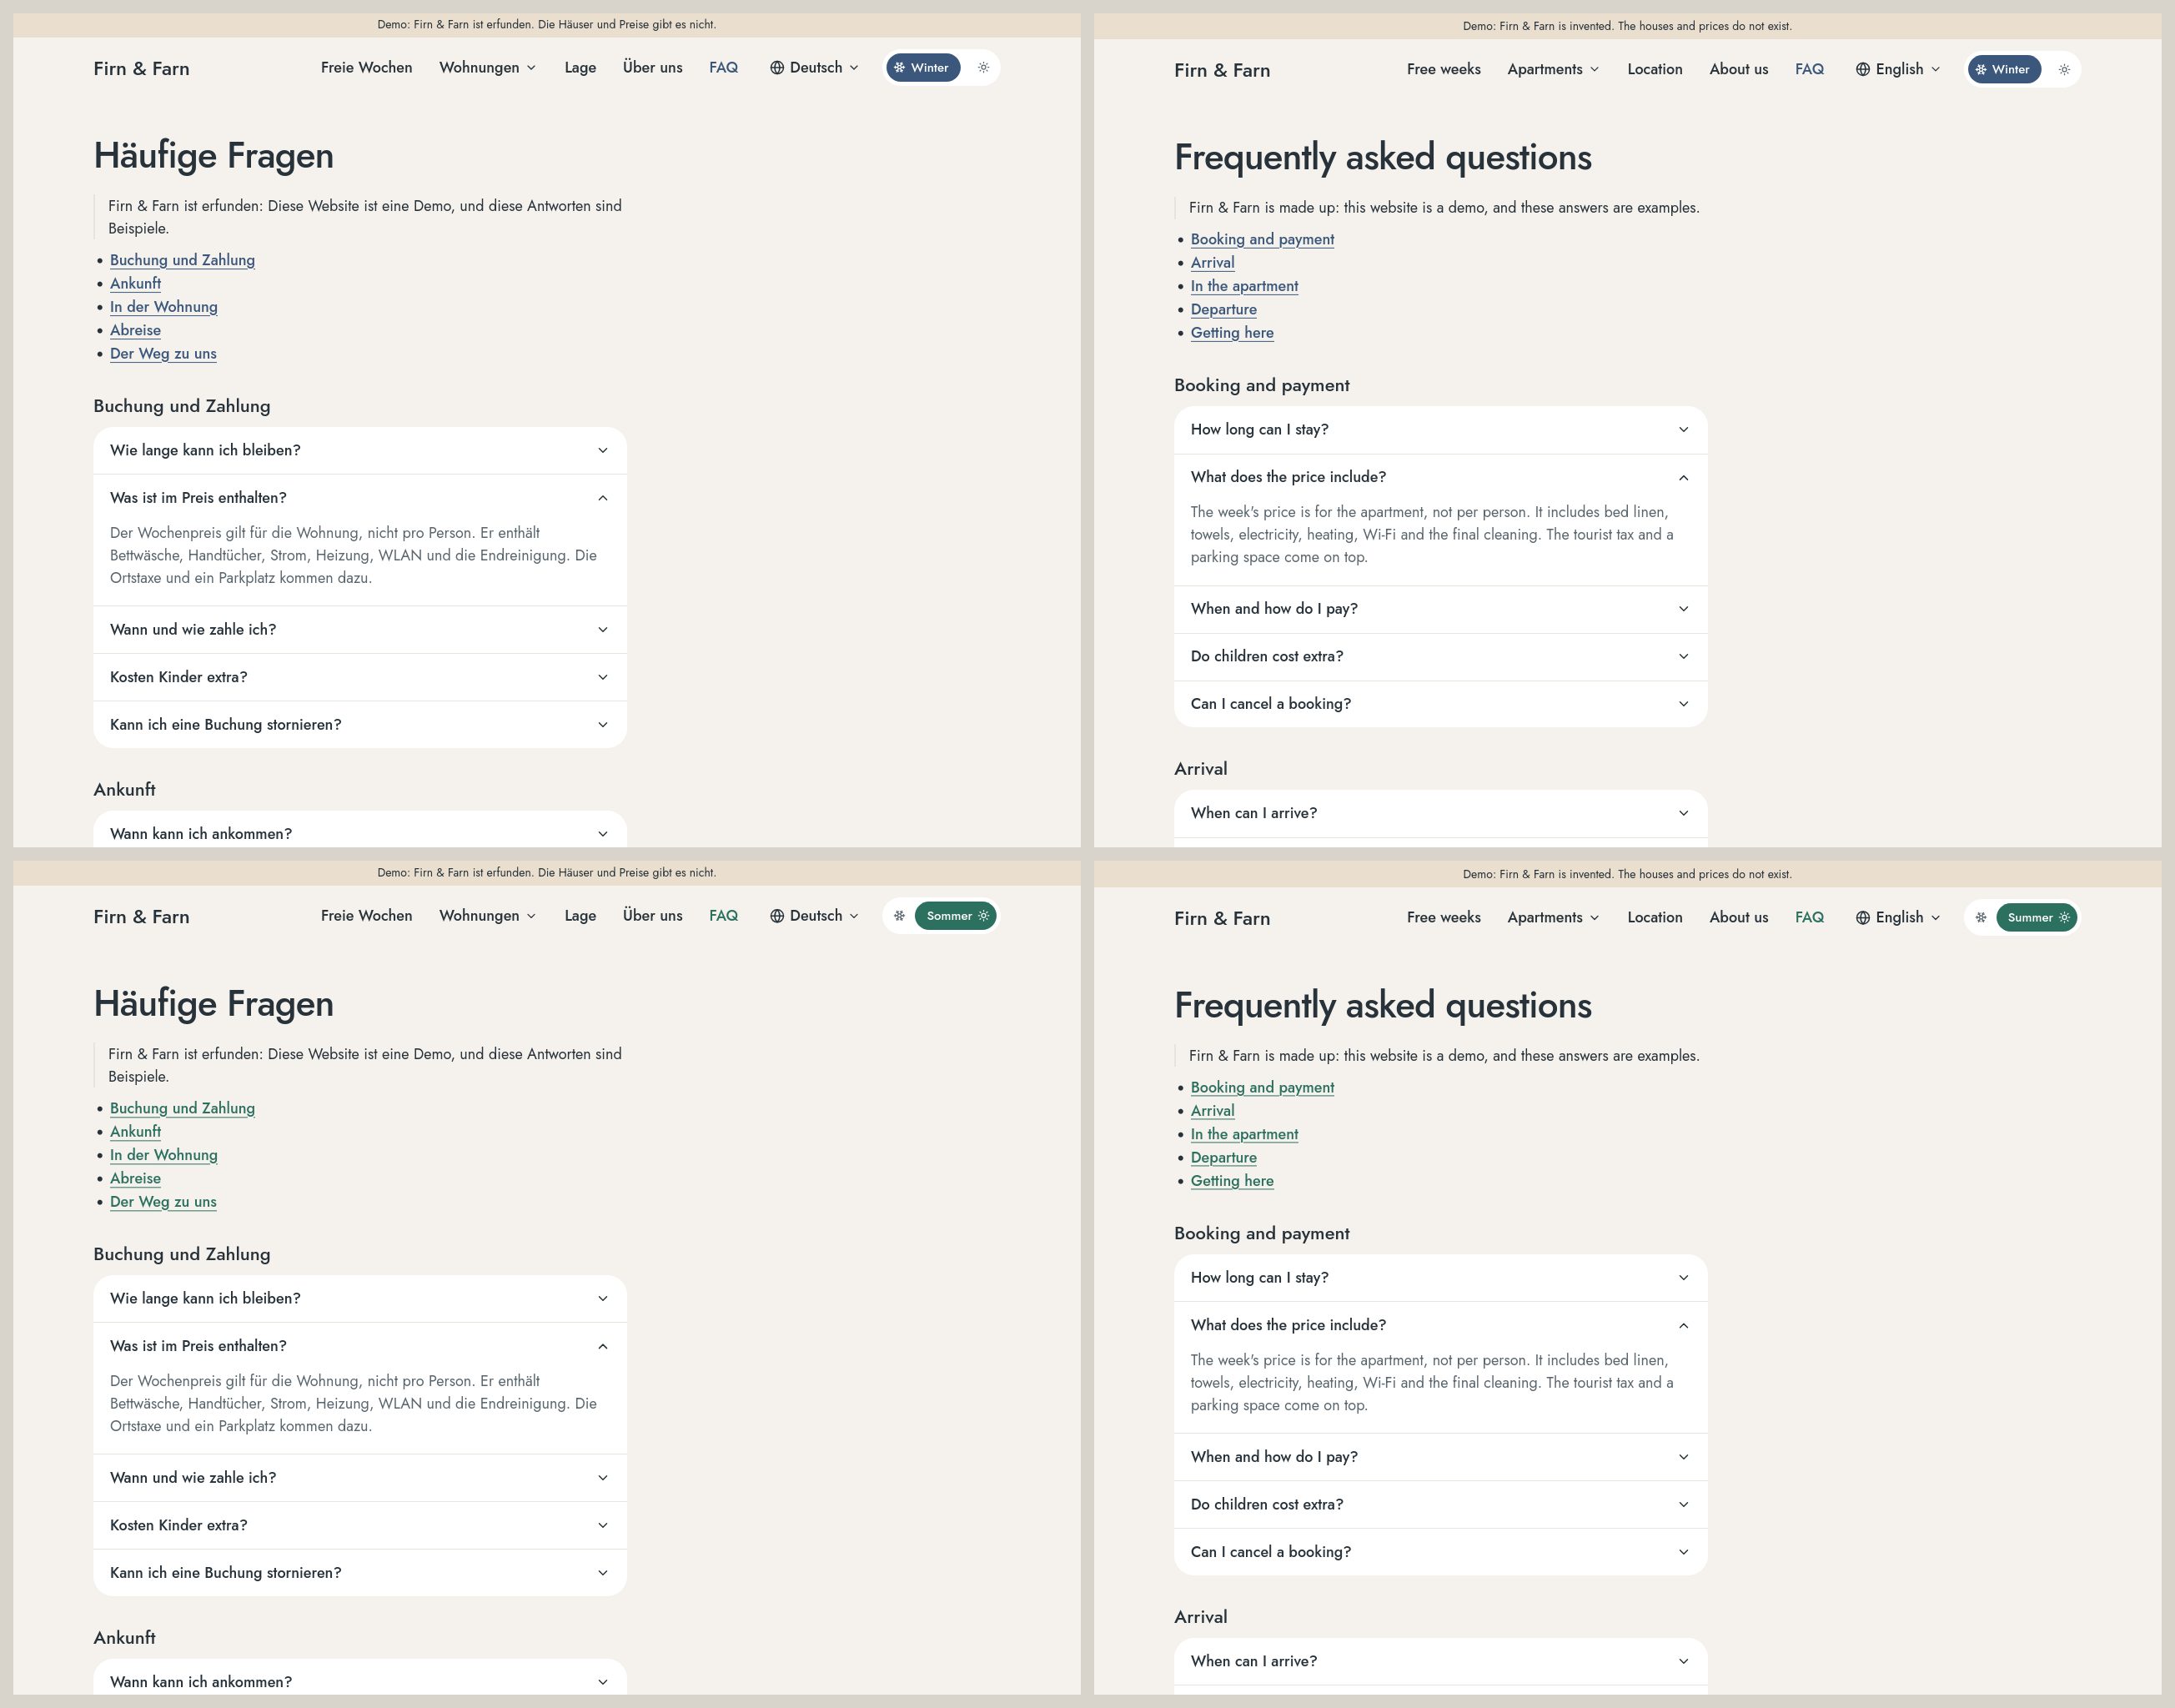 Demo: Firn & Farn ist erfunden. Die Häuser und Preise gibt es nicht.
Firn & Farn Freie Wochen Wohnungen Lage Über uns FAQ Deutsch Winter
Häufige Fragen
Firn & Farn ist erfunden: Diese Website ist eine Demo, und diese Antworten sind
Beispiele.
Buchung und Zahlung
Ankunft
In der Wohnung
Abreise
Der Weg zu uns
Buchung und Zahlung
Wie lange kann ich bleiben?
Was ist im Preis enthalten?
Der Wochenpreis gilt für die Wohnung, nicht pro Person. Er enthält
Bettwäsche, Handtücher, Strom, Heizung, WLAN und die Endreinigung. Die
Ortstaxe und ein Parkplatz kommen dazu.
Wann und wie zahle ich?
Kosten Kinder extra?
Kann ich eine Buchung stornieren?
Ankunft
Wann kann ich ankommen?
Demo: Firn & Farn is invented. The houses and prices do not exist.
Firn & Farn Free weeks Apartments Location About us FAQ English Winter
Frequently asked questions
Firn & Farn is made up: this website is a demo, and these answers are examples.
Booking and payment
Arrival
In the apartment
Departure
Getting here
Booking and payment
How long can I stay?
What does the price include?
The week's price is for the apartment, not per person. It includes bed linen,
towels, electricity, heating, Wi-Fi and the final cleaning. The tourist tax and a
parking space come on top.
When and how do I pay?
Do children cost extra?
Can I cancel a booking?
Arrival
When can I arrive?
Demo: Firn & Farn ist erfunden. Die Häuser und Preise gibt es nicht.
Firn & Farn Freie Wochen Wohnungen Lage Über uns FAQ Deutsch Sommer
Häufige Fragen
Firn & Farn ist erfunden: Diese Website ist eine Demo, und diese Antworten sind
Beispiele.
Buchung und Zahlung
Ankunft
In der Wohnung
Abreise
Der Weg zu uns
Buchung und Zahlung
Wie lange kann ich bleiben?
Was ist im Preis enthalten?
Der Wochenpreis gilt für die Wohnung, nicht pro Person. Er enthält
Bettwäsche, Handtücher, Strom, Heizung, WLAN und die Endreinigung. Die
Ortstaxe und ein Parkplatz kommen dazu.
Wann und wie zahle ich?
Kosten Kinder extra?
Kann ich eine Buchung stornieren?
Ankunft
Wann kann ich ankommen?
Demo: Firn & Farn is invented. The houses and prices do not exist.
Firn & Farn Free weeks Apartments Location About us FAQ English Summer
Frequently asked questions
Firn & Farn is made up: this website is a demo, and these answers are examples.
Booking and payment
Arrival
In the apartment
Departure
Getting here
Booking and payment
How long can I stay?
What does the price include?
The week's price is for the apartment, not per person. It includes bed linen,
towels, electricity, heating, Wi-Fi and the final cleaning. The tourist tax and a
parking space come on top.
When and how do I pay?
Do children cost extra?
Can I cancel a booking?
Arrival
When can I arrive?